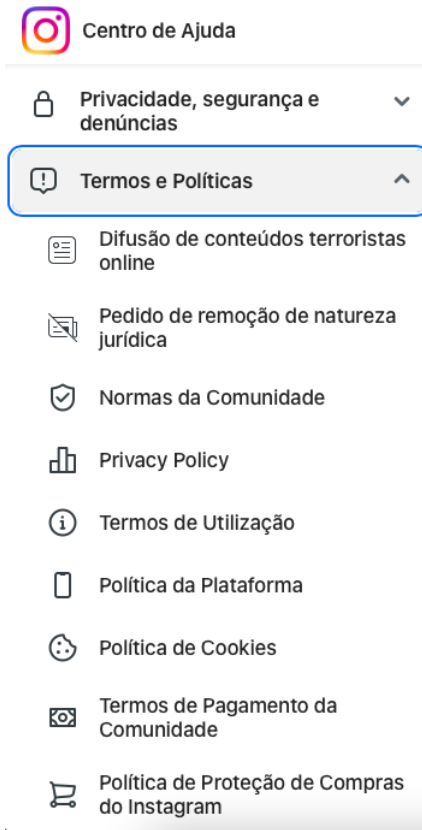 Centro de Ajuda
Privacidade, segurança e
denúncias
Termos e Políticas
Difusão de conteúdos terroristas
online
Pedido de remoção de natureza
jurídica
Normas da Comunidade
Privacy Policy
Termos de Utilização
Política da Plataforma
Política de Cookies
Termos de Pagamento da
Comunidade
Política de Proteção de Compras
do Instagram